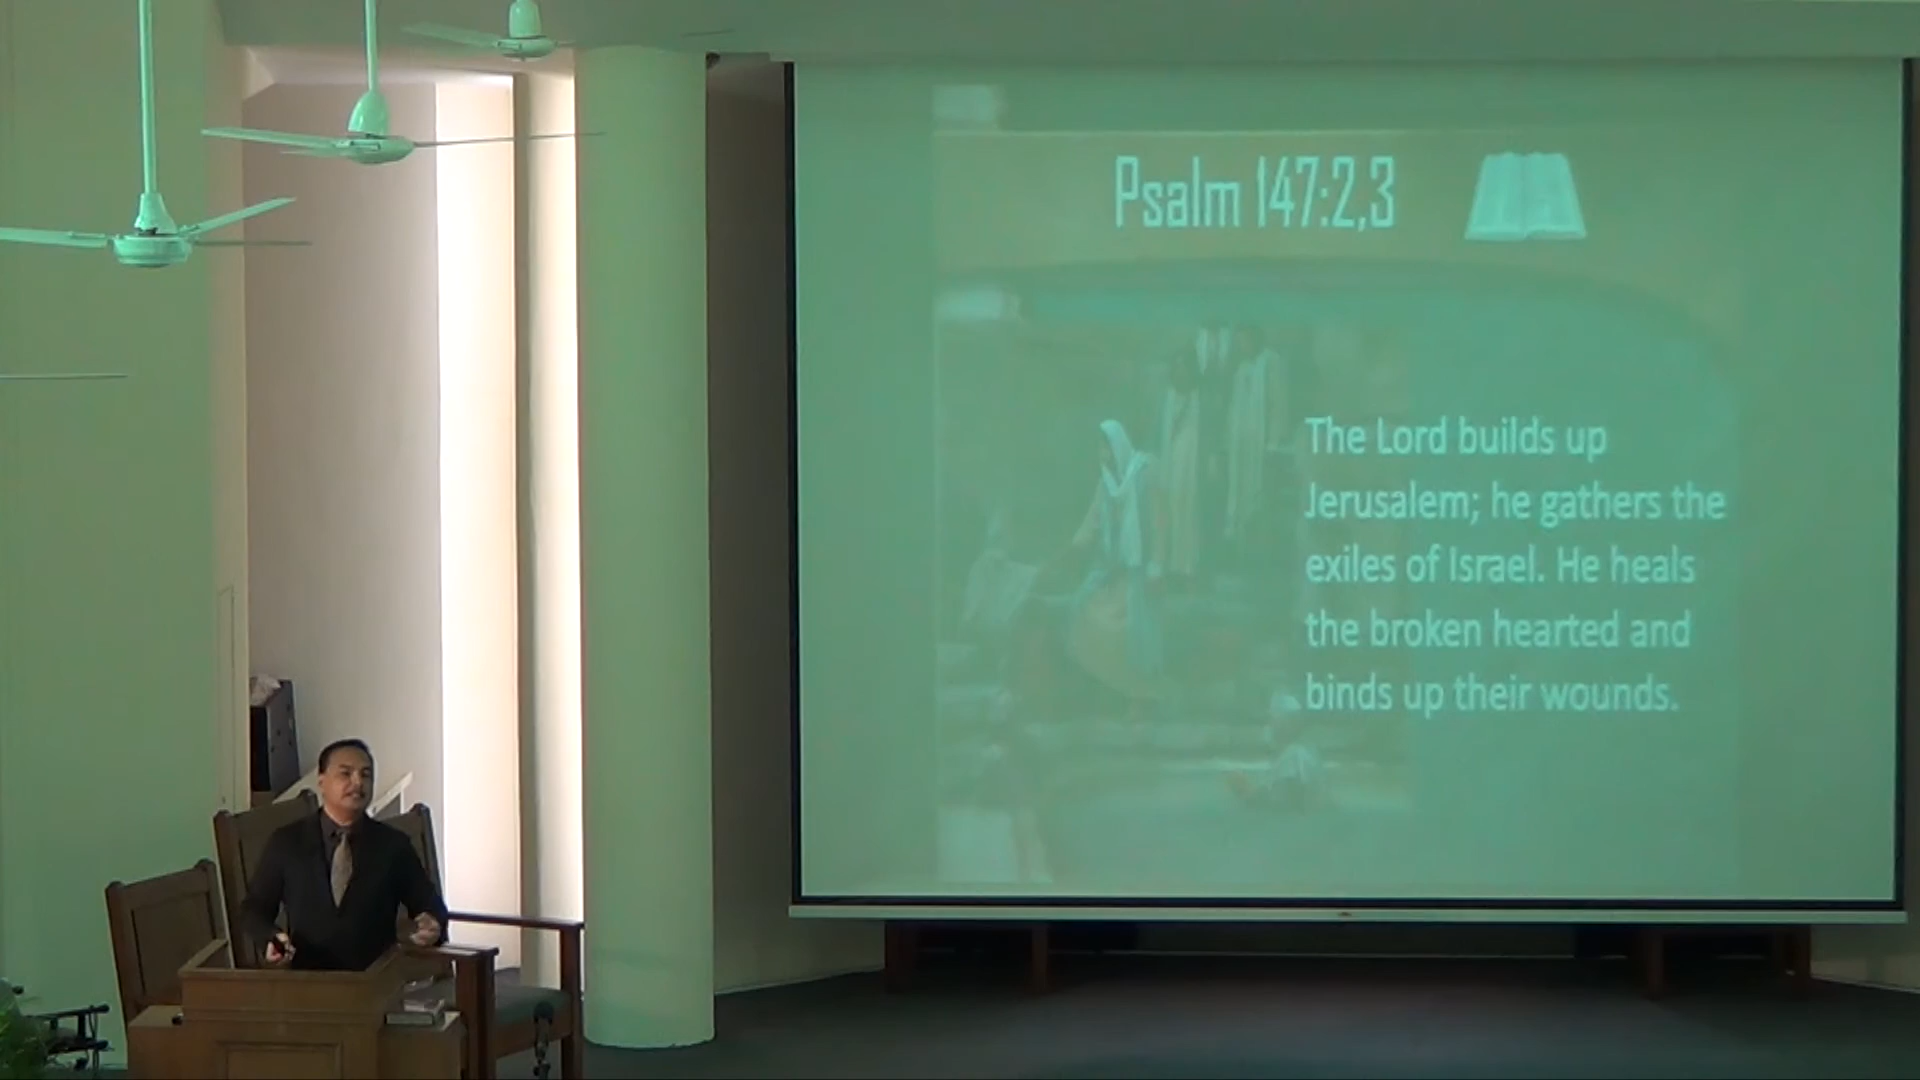 Psalm 147:2,3
The Lord builds up
Jerusalem; he gathers the
exiles of Israel. He heals
the broken hearted and
binds up their wounds.